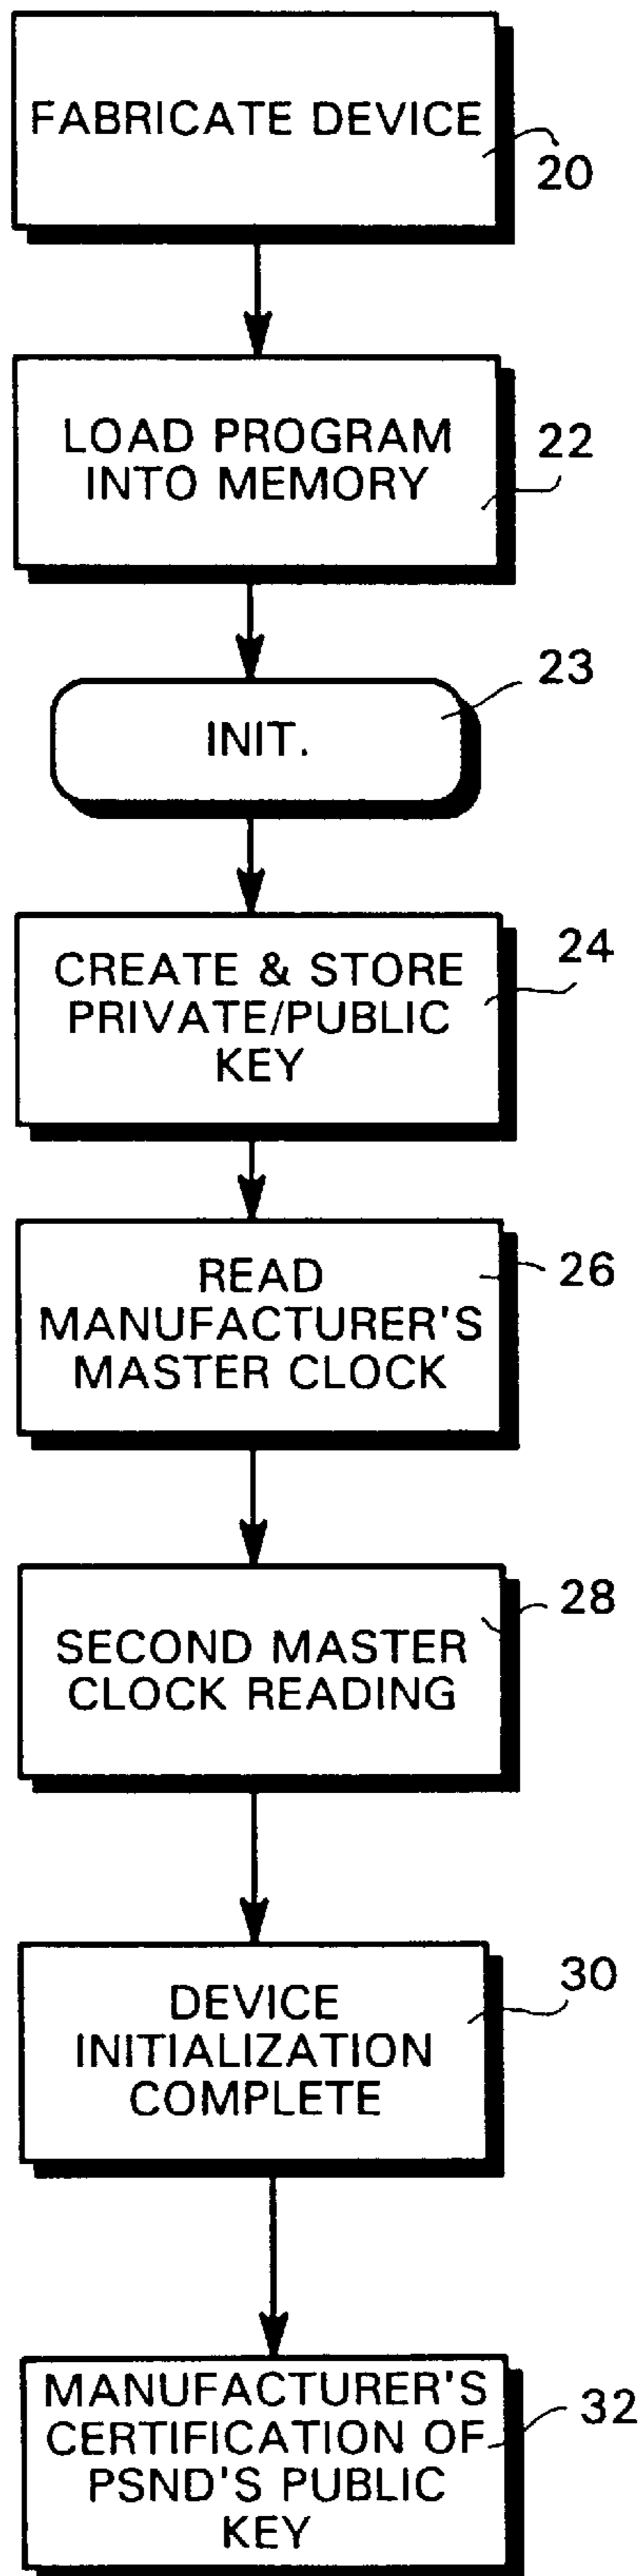 FABRICATE DEVICE
20
LOAD PROGRAM
INTO MEMORY
22
INIT.
23
CREATE & STORE
PRIVATE/PUBLIC
KEY
24
READ
MANUFACTURER'S
MASTER CLOCK
26
SECOND MASTER
CLOCK READING
28
DEVICE
INITIALIZATION
COMPLETE
30
MANUFACTURER'S
CERTIFICATION OF
PSND'S PUBLIC
KEY
32